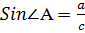 Sin∠A = a/c